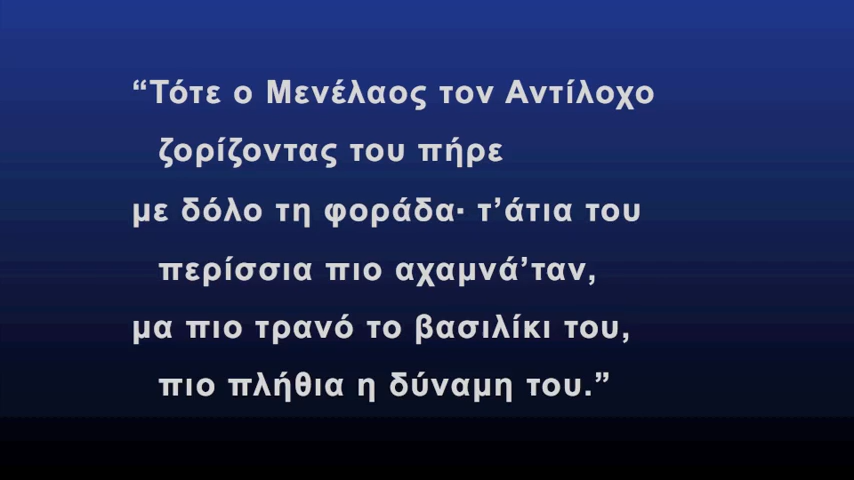 “Τότε ο Μενέλαος τον Αντίλοχο
ζορίζοντας του πήρε
με δόλο τη φοράδα· τ’άτια του
περίσσια πιο αχαμνά’ταν,
μα πιο τρανό το βασιλίκι του,
πιο πλήθια η δύναμη του.”